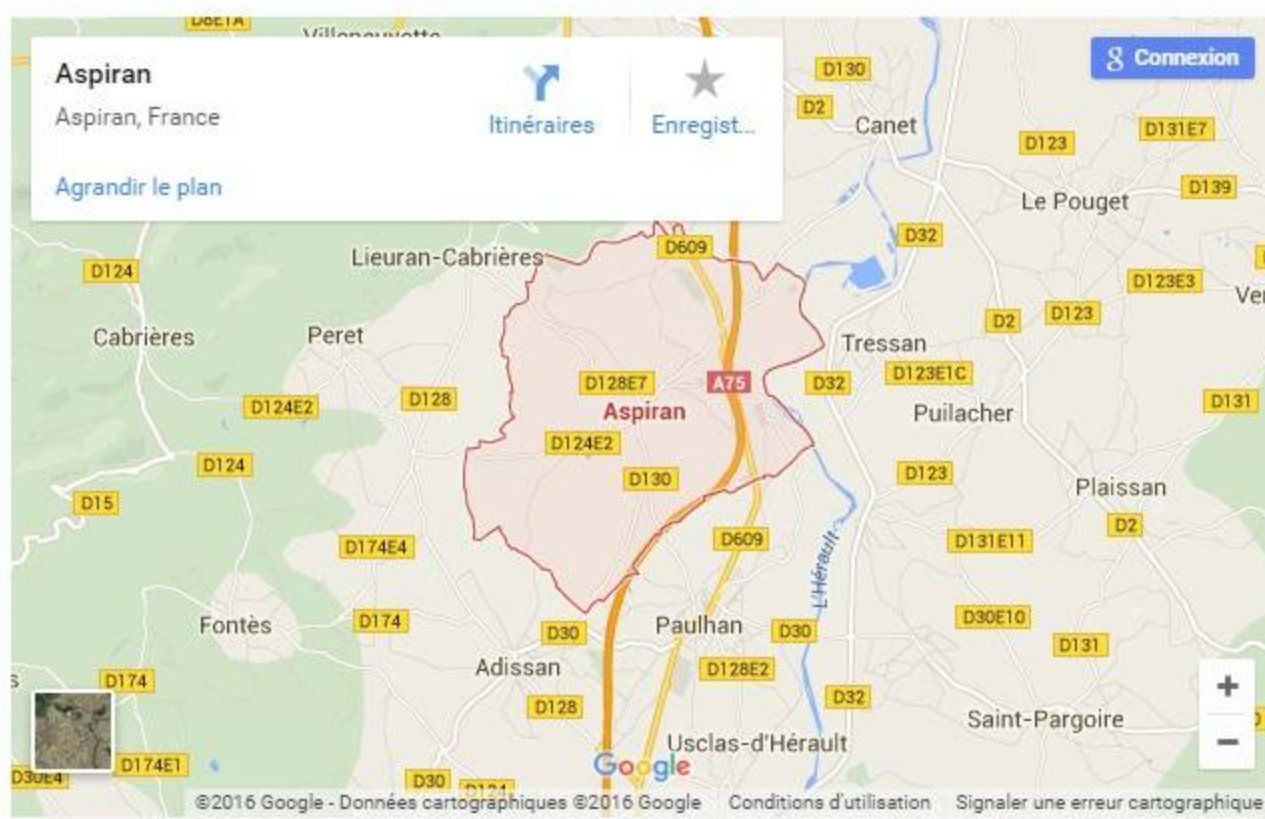 D8E1A
Villeneuvette
Aspiran
Aspiran, France
Itinéraires
Enregist...
Agrandir le plan
g Connexion
D130
D2
Canet
D123
D131E7
Le Pouget
D139
D32
Lieuran-Cabrières
D609
D124
D123E3
Cabrières
Peret
D2
D123
Tressan
D128E7
A75
D32
D123E1C
D124E2
D128
Aspiran
Puilacher
D131
D124E2
D124
D130
D123
D15
Plaissan
D2
D174E4
D609
D131E11
L'Hérault
Fontès
D174
D30
Paulhan
D30
D30E10
D131
Adissan
D128E2
D174
D128
D32
Saint-Pargoire
Usclas-d'Hérault
D174E1
Google
D30E4
D30
D124
+
−
©2016 Google - Données cartographiques ©2016 Google
Conditions d'utilisation
Signaler une erreur cartographique